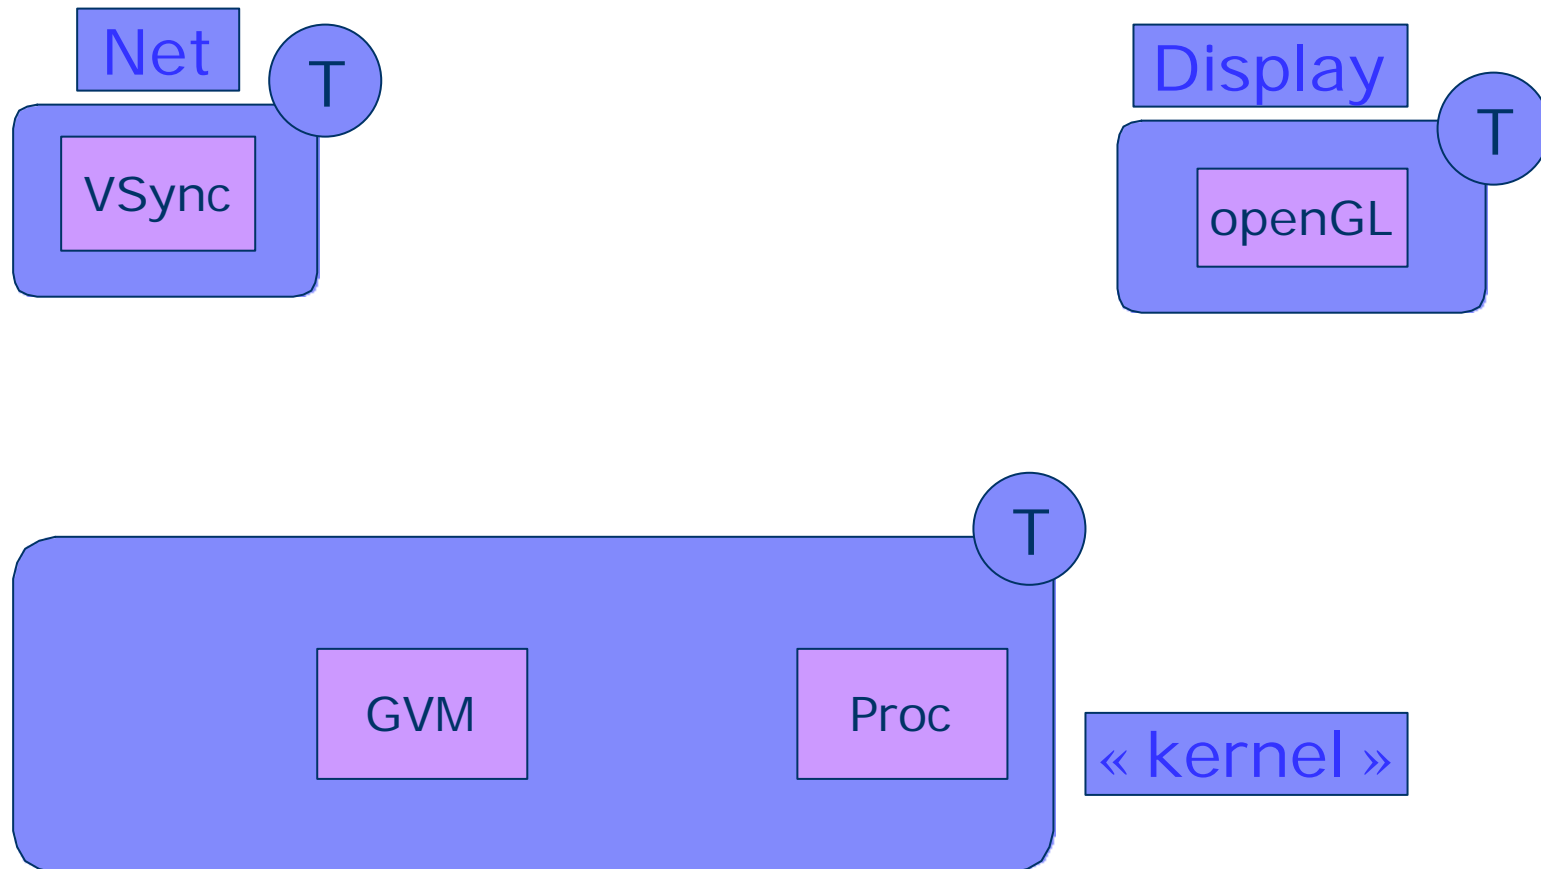 Net
T
VSync
Display
T
openGL
T
GVM
Proc
« kernel »